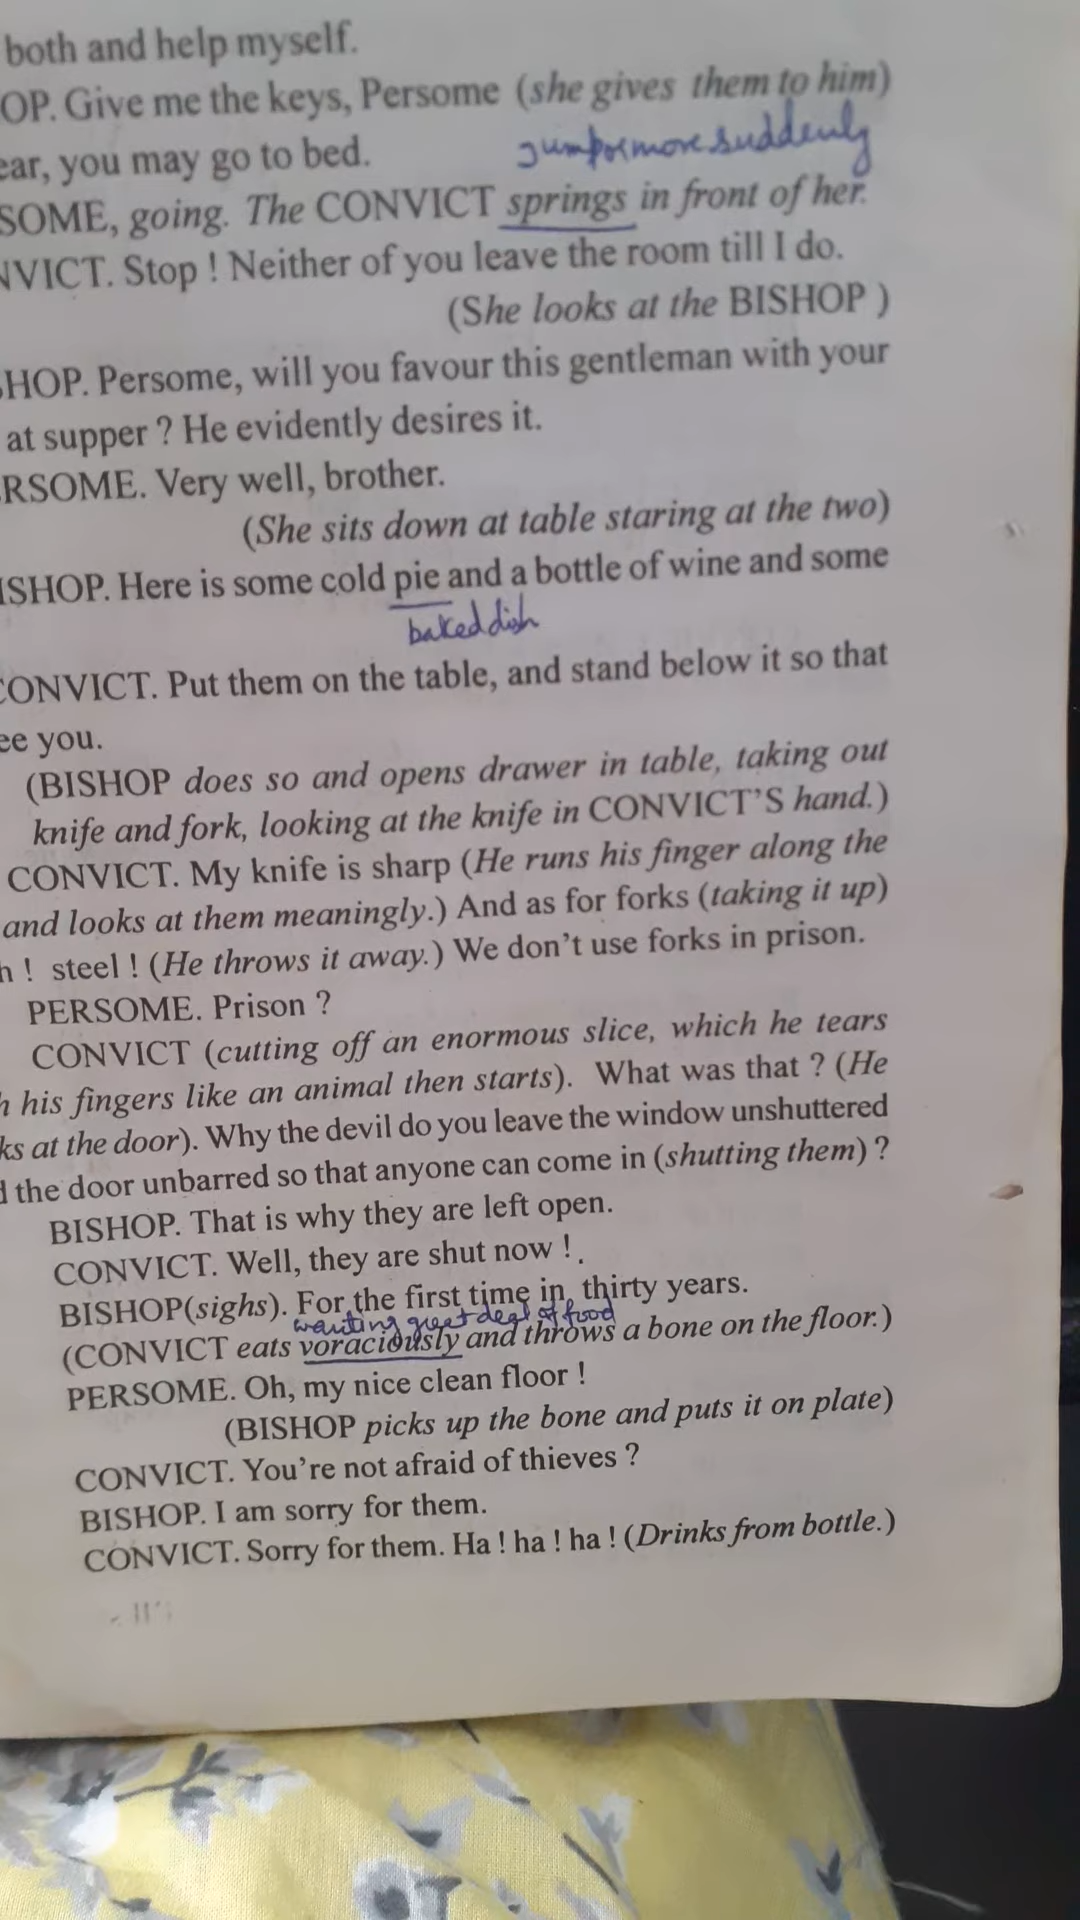 both and help myself.
OP. Give me the keys, Persome (she gives them to him)
ear, you may go to bed.
jump or move suddenly
SOME, going. The CONVICT springs in front of her.
NVICT. Stop ! Neither of you leave the room till I do.
(She looks at the BISHOP )
SHOP. Persome, will you favour this gentleman with your
at supper ? He evidently desires it.
RSOME. Very well, brother.
(She sits down at table staring at the two)
ISHOP. Here is some cold pie and a bottle of wine and some
baked dish
CONVICT. Put them on the table, and stand below it so that
ee you.
(BISHOP does so and opens drawer in table, taking out
knife and fork, looking at the knife in CONVICT'S hand.)
CONVICT. My knife is sharp (He runs his finger along the
and looks at them meaningly.) And as for forks (taking it up)
h ! steel ! (He throws it away.) We don't use forks in prison.
PERSOME. Prison ?
CONVICT (cutting off an enormous slice, which he tears
h his fingers like an animal then starts). What was that ? (He
ks at the door). Why the devil do you leave the window unshuttered
d the door unbarred so that anyone can come in (shutting them) ?
BISHOP. That is why they are left open.
CONVICT. Well, they are shut now ! .
BISHOP(sighs). For the first time in thirty years.
wanting great deal of food
(CONVICT eats voraciously and throws a bone on the floor.)
PERSOME. Oh, my nice clean floor !
(BISHOP picks up the bone and puts it on plate)
CONVICT. You're not afraid of thieves ?
BISHOP. I am sorry for them.
CONVICT. Sorry for them. Ha ! ha ! ha ! (Drinks from bottle.)